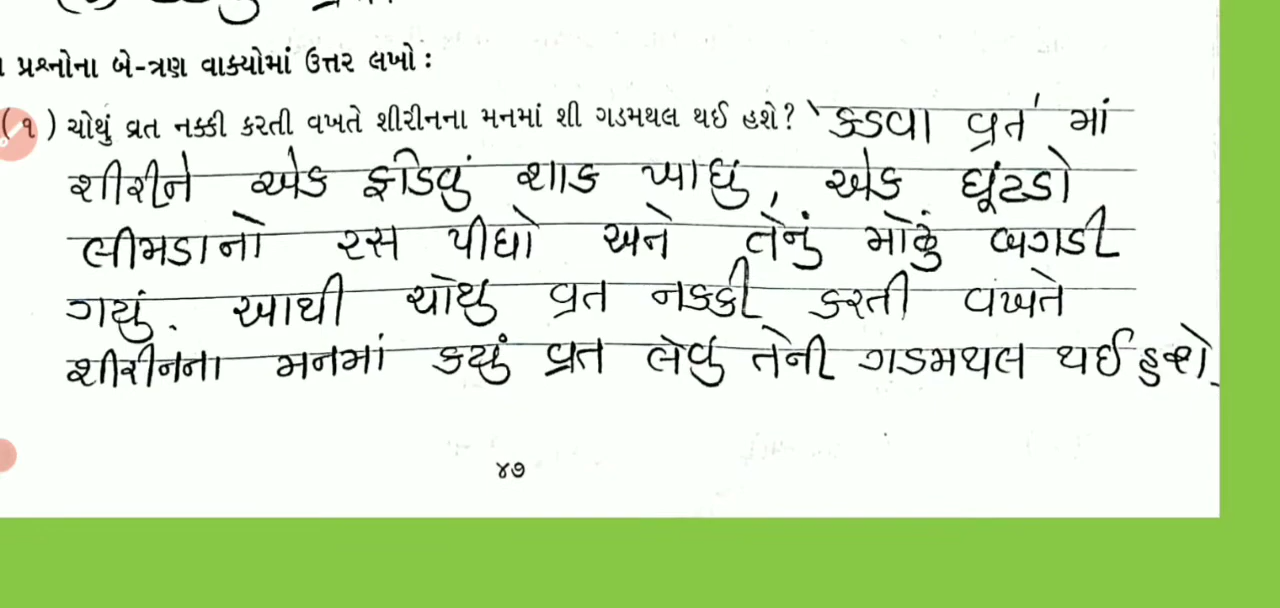 પ્રશ્નોના બે-ત્રણ વાક્યોમાં ઉત્તર લખો :
(૧) ચોથું વ્રત નક્કી કરતી વખતે શીરીનના મનમાં શી ગડમથલ થઈ હશે? 'કડવા વ્રત' માં
શીરીને એક ફોડવું શાક ખાધું, એક ઘૂંટડો
લીમડાનો રસ પીધો અને તેનું મોઢું બગડી
ગયું. આથી ચોથું વ્રત નક્કી કરતી વખતે
શીરીનના મનમાં કયું વ્રત લેવું તેની ગડમથલ થઈ હશે.
૪૭